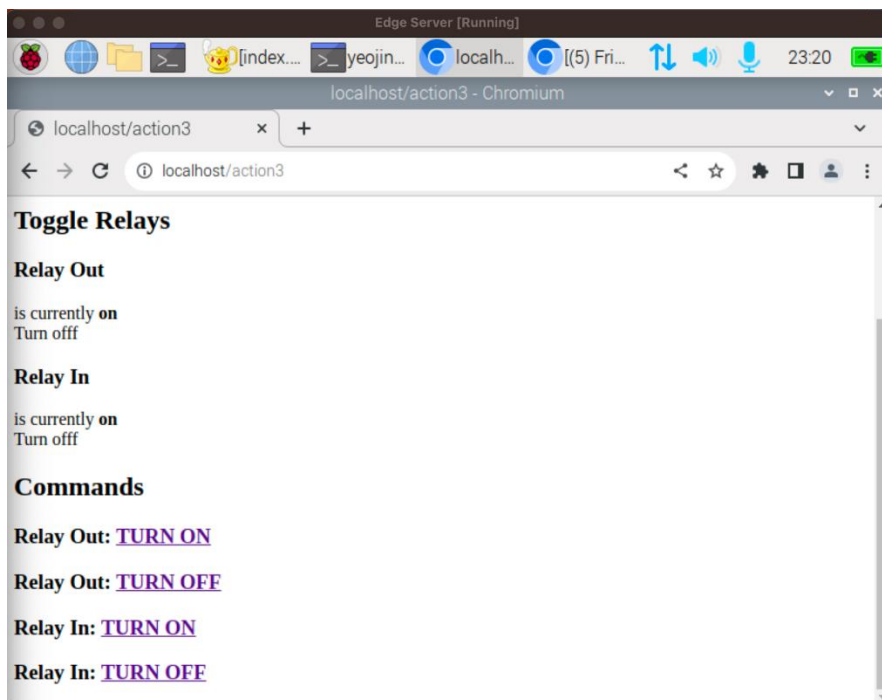 Edge Server [Running]
[index.... yeojin... localh... [(5) Fri... 23:20
localhost/action3 - Chromium
localhost/action3
localhost/action3
Toggle Relays
Relay Out
is currently on
Turn offf
Relay In
is currently on
Turn offf
Commands
Relay Out: TURN ON
Relay Out: TURN OFF
Relay In: TURN ON
Relay In: TURN OFF